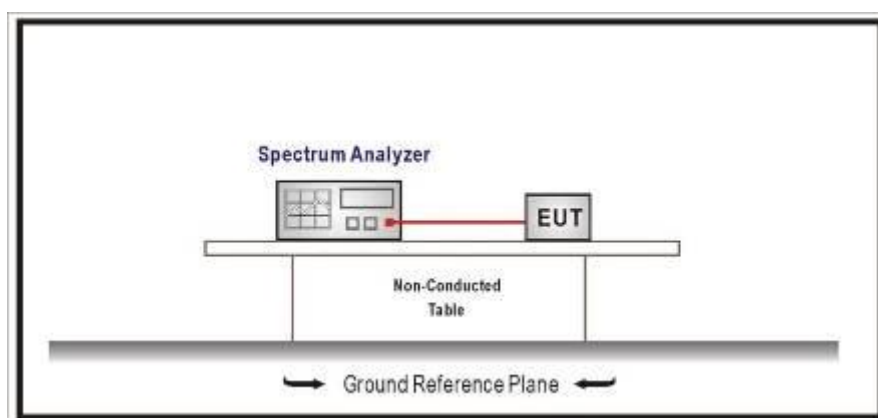 Spectrum Analyzer
EUT
Non-Conducted
Table
Ground Reference Plane